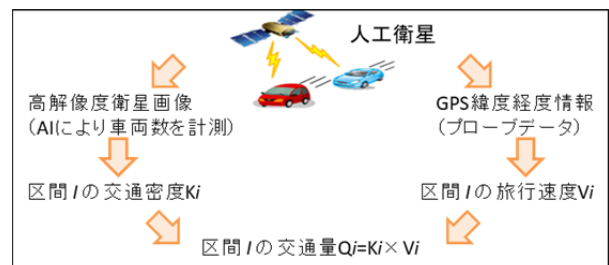 人工衛星
高解像度衛星画像
(AIにより車両数を計測)
GPS緯度経度情報
(プローブデータ)
区間Iの交通密度Ki
区間Iの旅行速度Vi
区間Iの交通量Qi=Ki×Vi